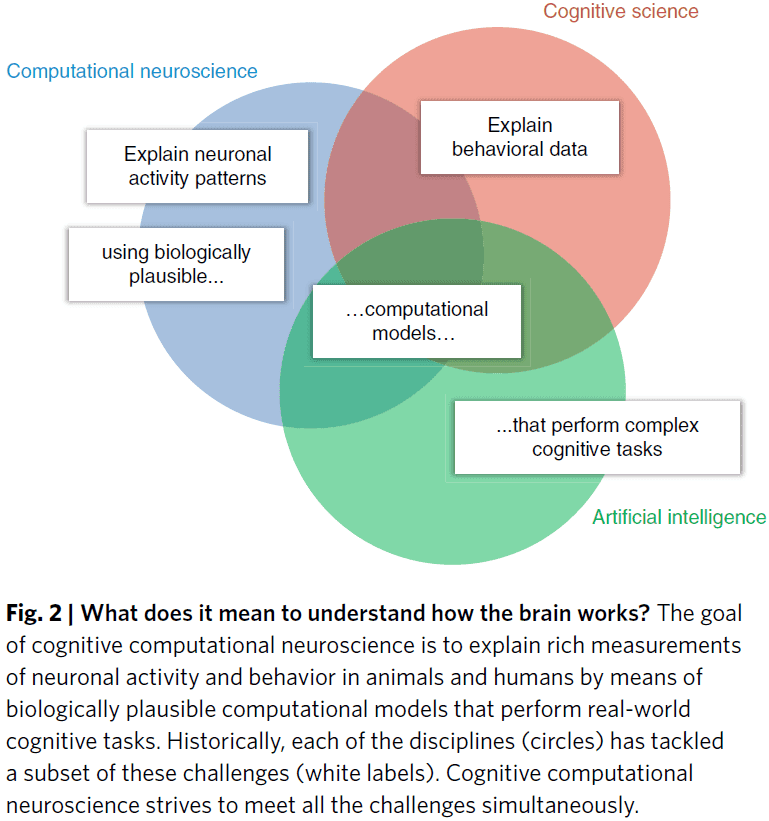 Cognitive science
Computational neuroscience
Explain
behavioral data
Explain neuronal
activity patterns
using biologically
plausible...
...computational
models...
...that perform complex
cognitive tasks
Artificial intelligence
Fig. 2 | What does it mean to understand how the brain works? The goal
of cognitive computational neuroscience is to explain rich measurements
of neuronal activity and behavior in animals and humans by means of
biologically plausible computational models that perform real-world
cognitive tasks. Historically, each of the disciplines (circles) has tackled
a subset of these challenges (white labels). Cognitive computational
neuroscience strives to meet all the challenges simultaneously.